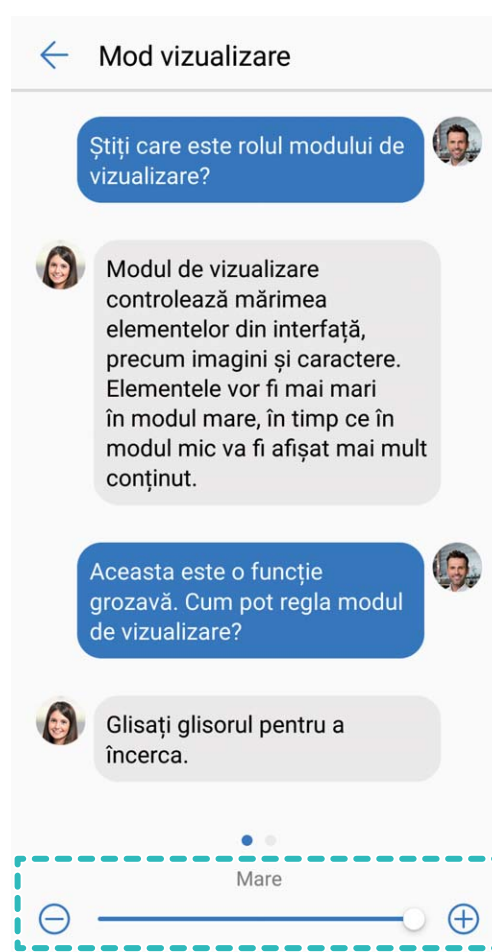 Mod vizualizare
Știți care este rolul modului de
vizualizare?
Modul de vizualizare
controlează mărimea
elementelor din interfață,
precum imagini și caractere.
Elementele vor fi mai mari
în modul mare, în timp ce în
modul mic va fi afișat mai mult
conținut.
Aceasta este o funcție
grozavă. Cum pot regla modul
de vizualizare?
Glisați glisorul pentru a
încerca.
Mare